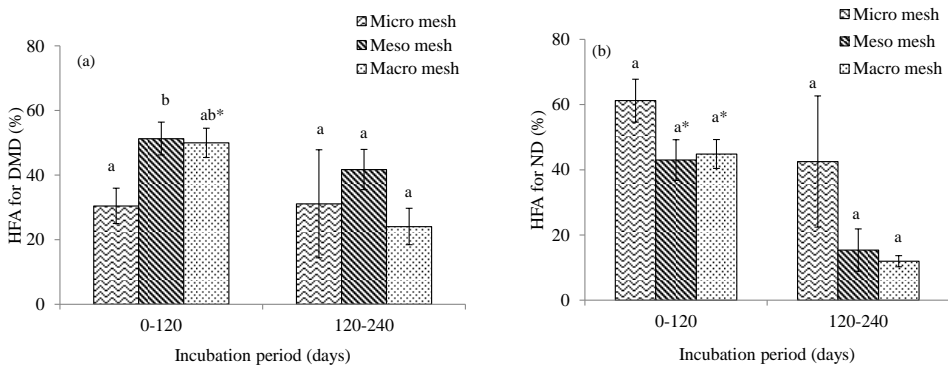 Micro mesh
Meso mesh
Macro mesh
(a)
80
60
40
20
0
HFA for DMD (%)
a
b
ab*
a
a
a
0-120
120-240
Incubation period (days)
Micro mesh
Meso mesh
Macro mesh
(b)
80
60
40
20
0
HFA for ND (%)
a
a*
a*
a
a
a
0-120
120-240
Incubation period (days)